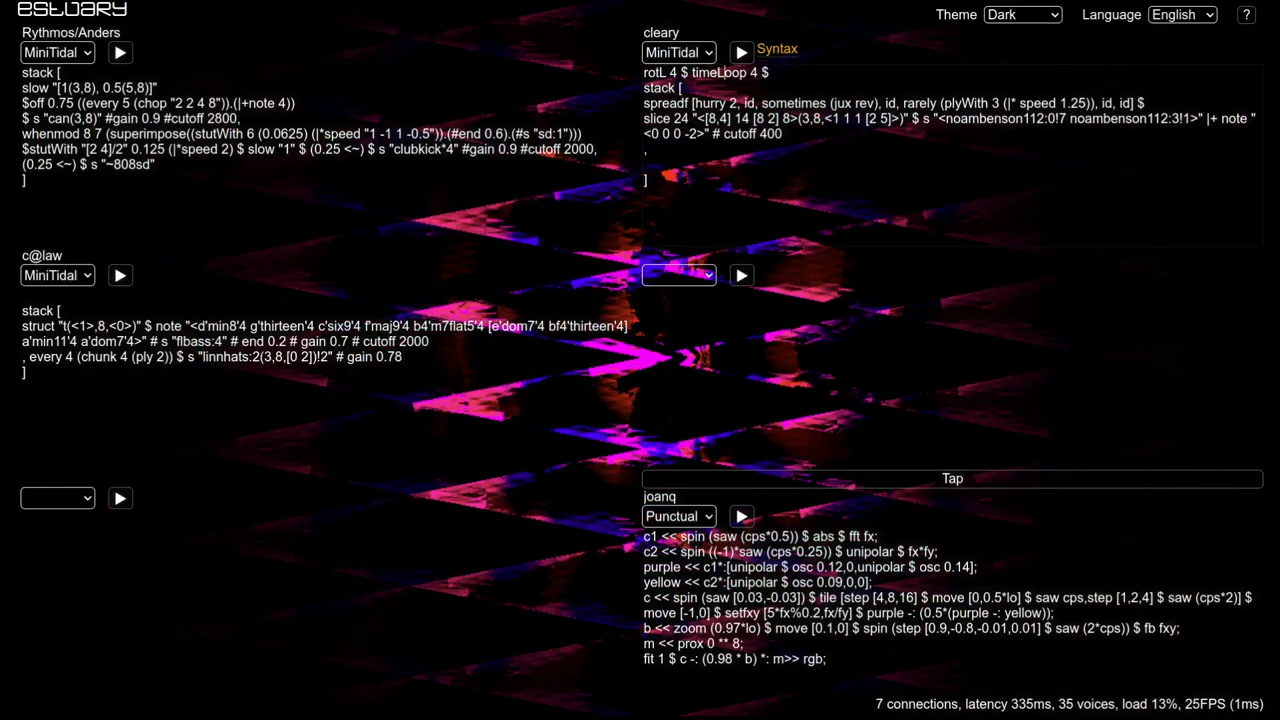 estuary
Theme Dark Language English ?
Rythmos/Anders
MiniTidal
stack [
slow "[1(3,8), 0.5(5,8)]"
$off 0.75 ((every 5 (chop "2 2 4 8")).(|+note 4))
$ s "can(3,8)" #gain 0.9 #cutoff 2800,
whenmod 8 7 (superimpose((stutWith 6 (0.0625) (|*speed "1 -1 1 -0.5")).(#end 0.6).(#s "sd:1")))
$stutWith "[2 4]/2" 0.125 (|*speed 2) $ slow "1" $ (0.25 <~) $ s "clubkick*4" #gain 0.9 #cutoff 2000,
(0.25 <~) $ s "~808sd"
]
cleary
MiniTidal Syntax
rotL 4 $ timeLoop 4 $
stack [
spreadf [hurry 2, id, sometimes (jux rev), id, rarely (plyWith 3 (|* speed 1.25)), id, id] $
slice 24 "<[8,4] 14 [8 2] 8>(3,8,<1 1 1 [2 5]>)" $ s "<noambenson112:0!7 noambenson112:3!1>" |+ note "
<0 0 0 -2>" # cutoff 400
,
]
c@law
MiniTidal
stack [
struct "t(<1>,8,<0>)" $ note "<d'min8'4 g'thirteen'4 c'six9'4 f'maj9'4 b4'm7flat5'4 [e'dom7'4 bf4'thirteen'4]
a'min11'4 a'dom7'4>" # s "flbass:4" # end 0.2 # gain 0.7 # cutoff 2000
, every 4 (chunk 4 (ply 2)) $ s "linnhats:2(3,8,[0 2])!2" # gain 0.78
]
Tap
joanq
Punctual
c1 << spin (saw (cps*0.5)) $ abs $ fft fx;
c2 << spin ((-1)*saw (cps*0.25)) $ unipolar $ fx*fy;
purple << c1*:[unipolar $ osc 0.12,0,unipolar $ osc 0.14];
yellow << c2*:[unipolar $ osc 0.09,0,0];
c << spin (saw [0.03,-0.03]) $ tile [step [4,8,16] $ move [0,0.5*lo] $ saw cps,step [1,2,4] $ saw (cps*2)] $
move [-1,0] $ setfxy [5*fx%0.2,fx/fy] $ purple -: (0.5*(purple -: yellow));
b << zoom (0.97*lo) $ move [0.1,0] $ spin (step [0.9,-0.8,-0.01,0.01] $ saw (2*cps)) $ fb fxy;
m << prox 0 ** 8;
fit 1 $ c -: (0.98 * b) *: m>> rgb;
7 connections, latency 335ms, 35 voices, load 13%, 25FPS (1ms)